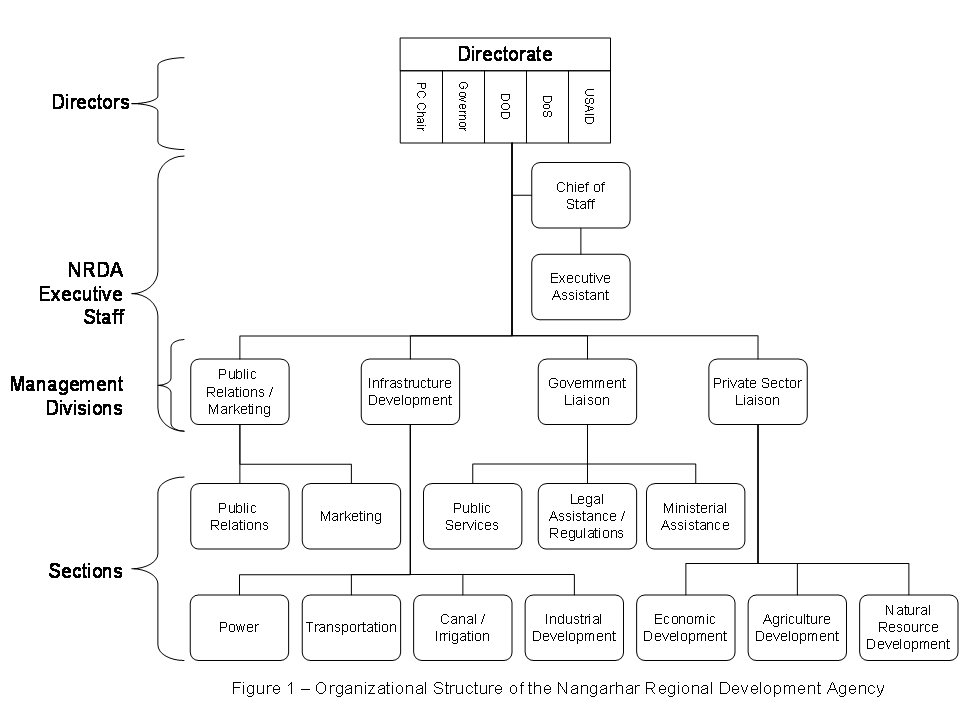 Directorate
PC Chair
Governor
DOD
DoS
USAID
Directors
Chief of
Staff
Executive
Assistant
NRDA
Executive
Staff
Management
Divisions
Public
Relations /
Marketing
Infrastructure
Development
Government
Liaison
Private Sector
Liaison
Sections
Public
Relations
Marketing
Public
Services
Legal
Assistance /
Regulations
Ministerial
Assistance
Power
Transportation
Canal /
Irrigation
Industrial
Development
Economic
Development
Agriculture
Development
Natural
Resource
Development
Figure 1 – Organizational Structure of the Nangarhar Regional Development Agency